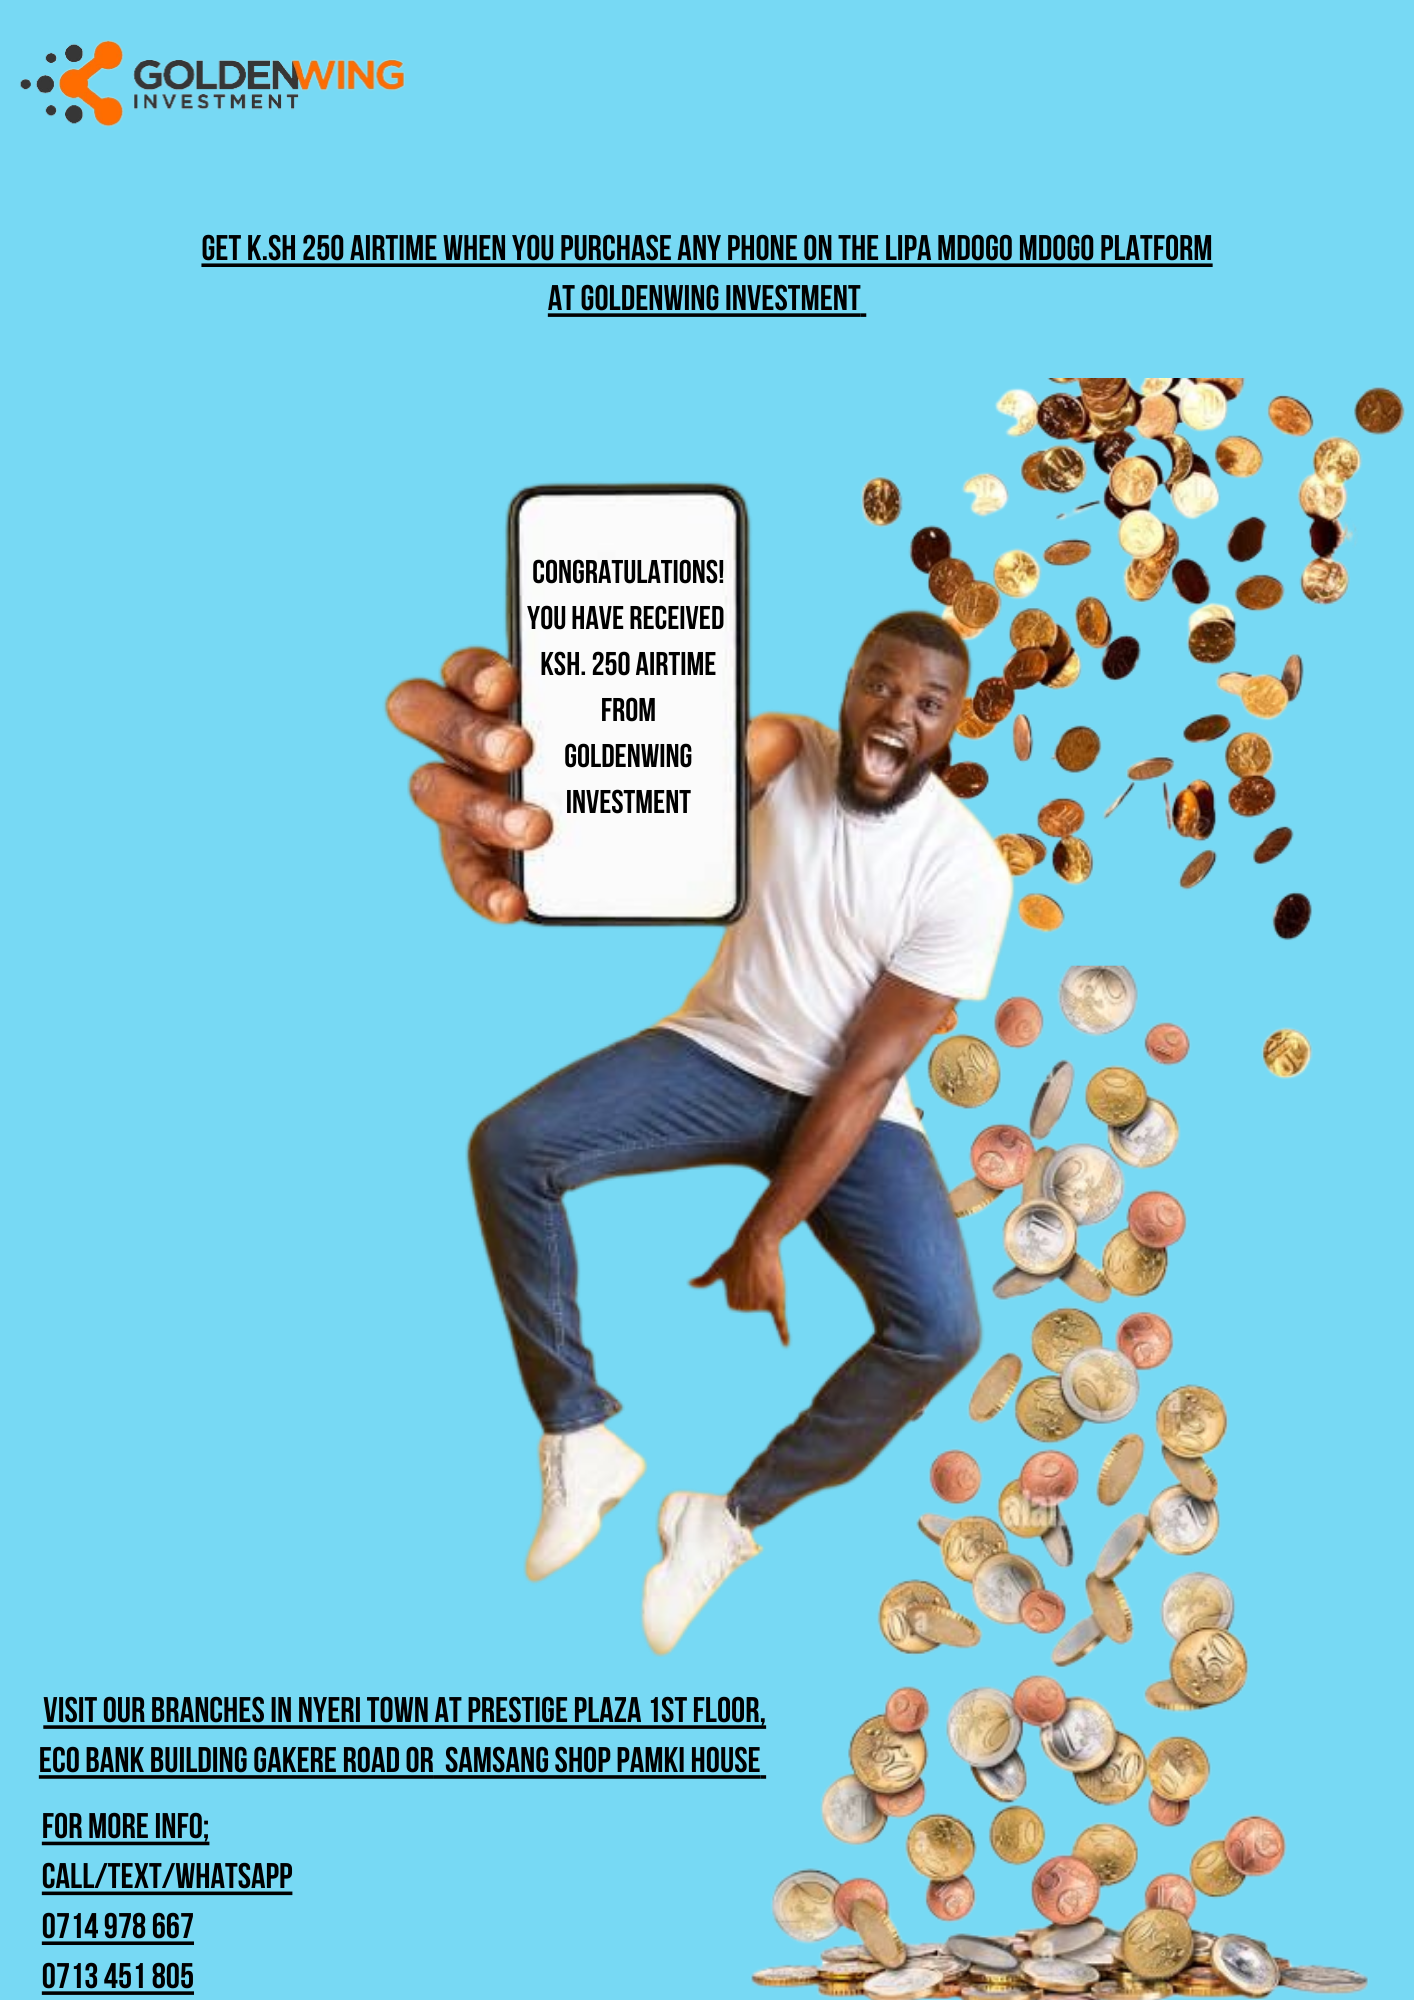 GOLDENWING
INVESTMENT
GET K.SH 250 AIRTIME WHEN YOU PURCHASE ANY PHONE ON THE LIPA MDOGO MDOGO PLATFORM
AT GOLDENWING INVESTMENT
CONGRATULATIONS!
YOU HAVE RECEIVED
KSH. 250 AIRTIME
FROM
GOLDENWING
INVESTMENT
VISIT OUR BRANCHES IN NYERI TOWN AT PRESTIGE PLAZA 1ST FLOOR,
ECO BANK BUILDING GAKERE ROAD OR SAMSANG SHOP PAMKI HOUSE
FOR MORE INFO;
CALL/TEXT/WHATSAPP
0714 978 667
0713 451 805